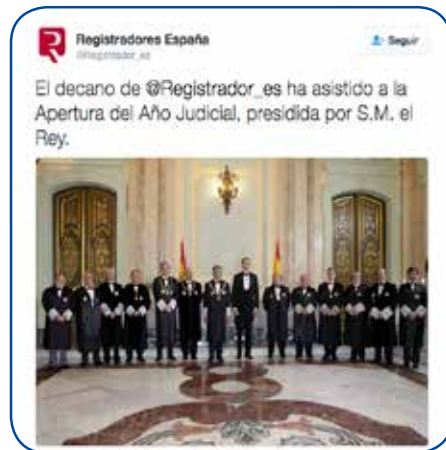 Registradores España
@Registrador_es
Seguir
El decano de @Registrador_es ha asistido a la
Apertura del Año Judicial, presidida por S.M. el
Rey.